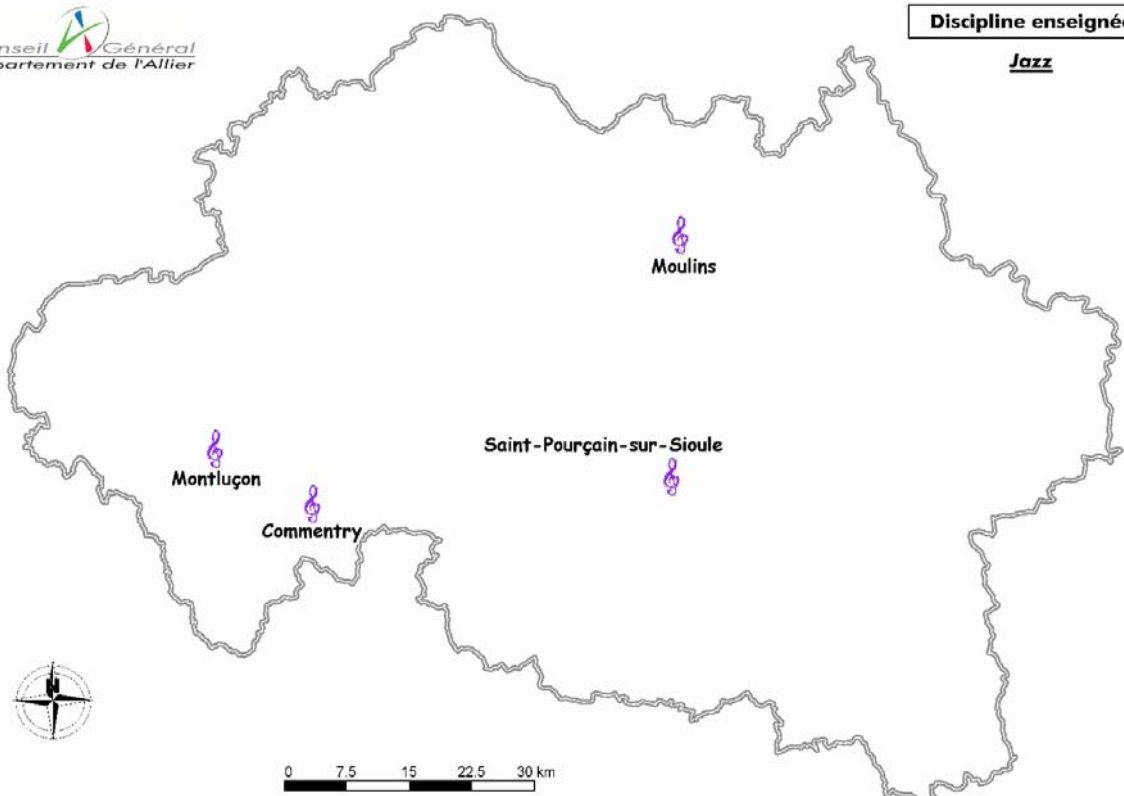 nseil Général
partement de l'Allier
Discipline enseignée
Jazz
Moulins
Saint-Pourçain-sur-Sioule
Montluçon
Commentry
N
0 7.5 15 22.5 30 km